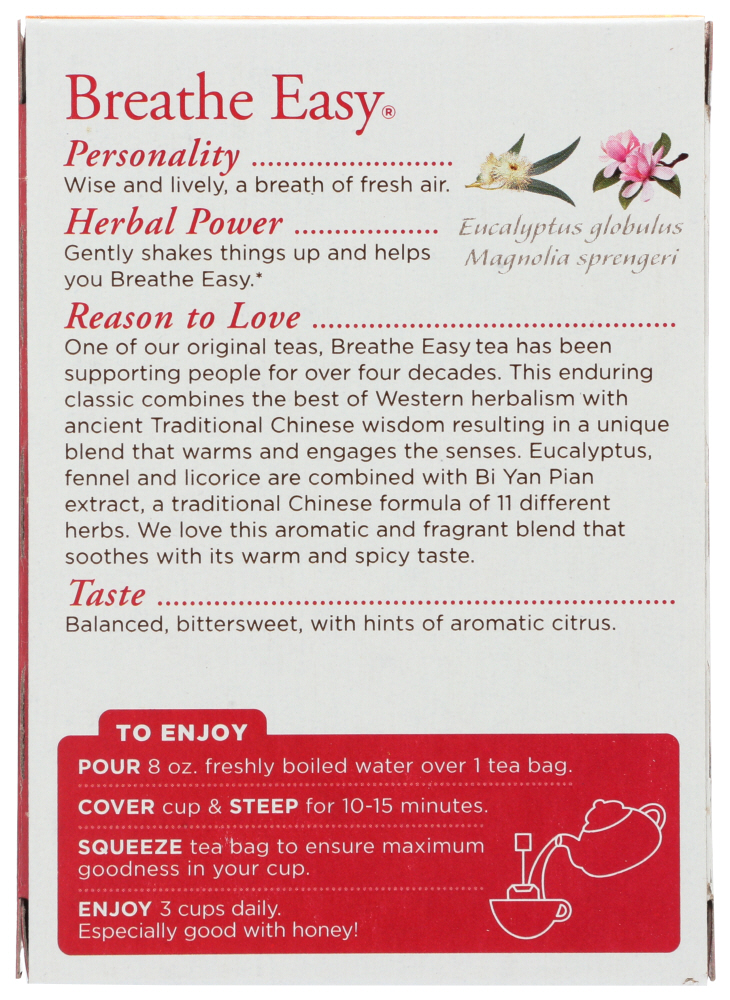 Breathe Easy®
Personality ........................
Wise and lively, a breath of fresh air.
Herbal Power .................
Gently shakes things up and helps
you Breathe Easy.*
Eucalyptus globulus
Magnolia sprengeri
Reason to Love ...........................................
One of our original teas, Breathe Easy tea has been
supporting people for over four decades. This enduring
classic combines the best of Western herbalism with
ancient Traditional Chinese wisdom resulting in a unique
blend that warms and engages the senses. Eucalyptus,
fennel and licorice are combined with Bi Yan Pian
extract, a traditional Chinese formula of 11 different
herbs. We love this aromatic and fragrant blend that
soothes with its warm and spicy taste.
Taste .............................................................
Balanced, bittersweet, with hints of aromatic citrus.
TO ENJOY
POUR 8 oz. freshly boiled water over 1 tea bag.
COVER cup & STEEP for 10-15 minutes.
SQUEEZE tea bag to ensure maximum
goodness in your cup.
ENJOY 3 cups daily.
Especially good with honey!